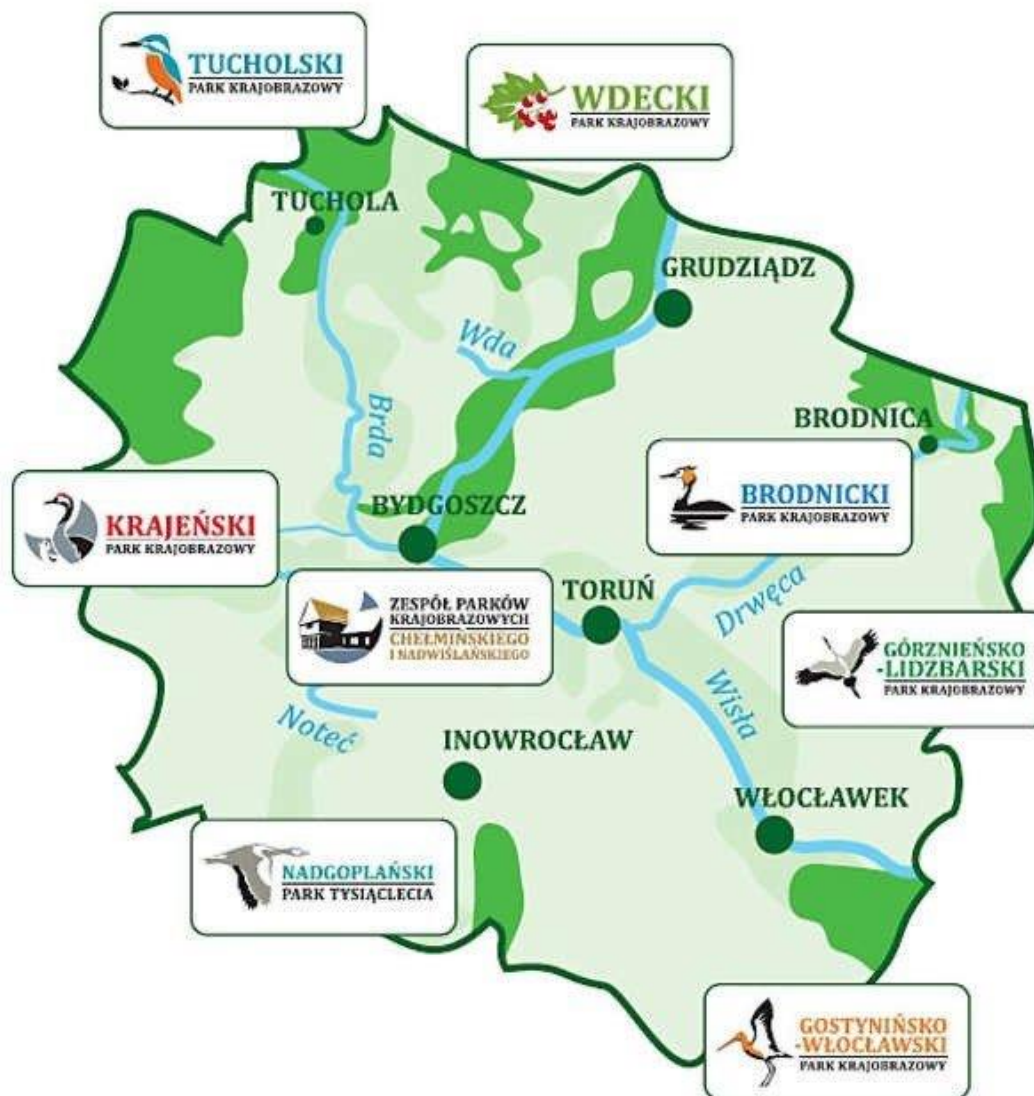 TUCHOLSKI
PARK KRAJOBRAZOWY
WDECKI
PARK KRAJOBRAZOWY
TUCHOLA
GRUDZIĄDZ
Wda
Brda
BRODNICA
BRODNICKI
PARK KRAJOBRAZOWY
KRAJEŃSKI
PARK KRAJOBRAZOWY
BYDGOSZCZ
ZESPÓŁ PARKÓW
KRAJOBRAZOWYCH
CHEŁMIŃSKIEGO
I NADWIŚLAŃSKIEGO
TORUŃ
Drwęca
GÓRZNIEŃSKO
-LIDZBARSKI
PARK KRAJOBRAZOWY
Wisła
Noteć
INOWROCŁAW
WŁOCŁAWEK
NADGOPLAŃSKI
PARK TYSIĄCLECIA
GOSTYNIŃSKO
-WŁOCŁAWSKI
PARK KRAJOBRAZOWY